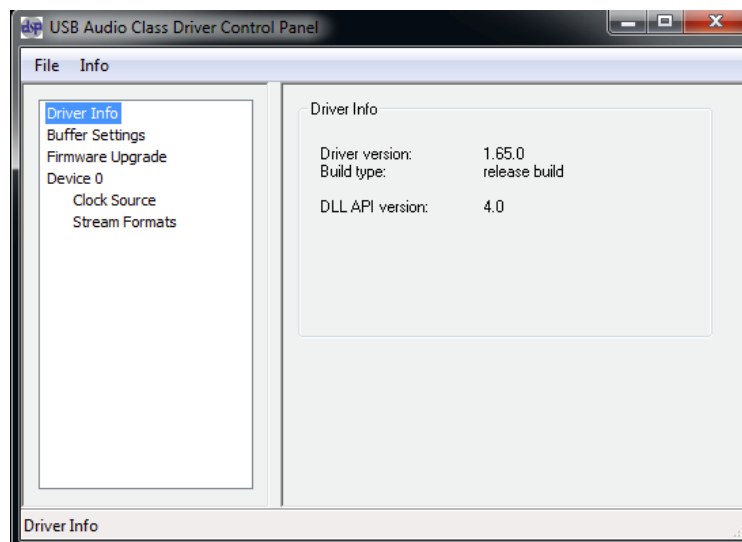 dsp USB Audio Class Driver Control Panel
File Info
Driver Info
Buffer Settings
Firmware Upgrade
Device 0
Clock Source
Stream Formats
Driver Info
Driver version: 1.65.0
Build type: release build
DLL API version: 4.0
Driver Info